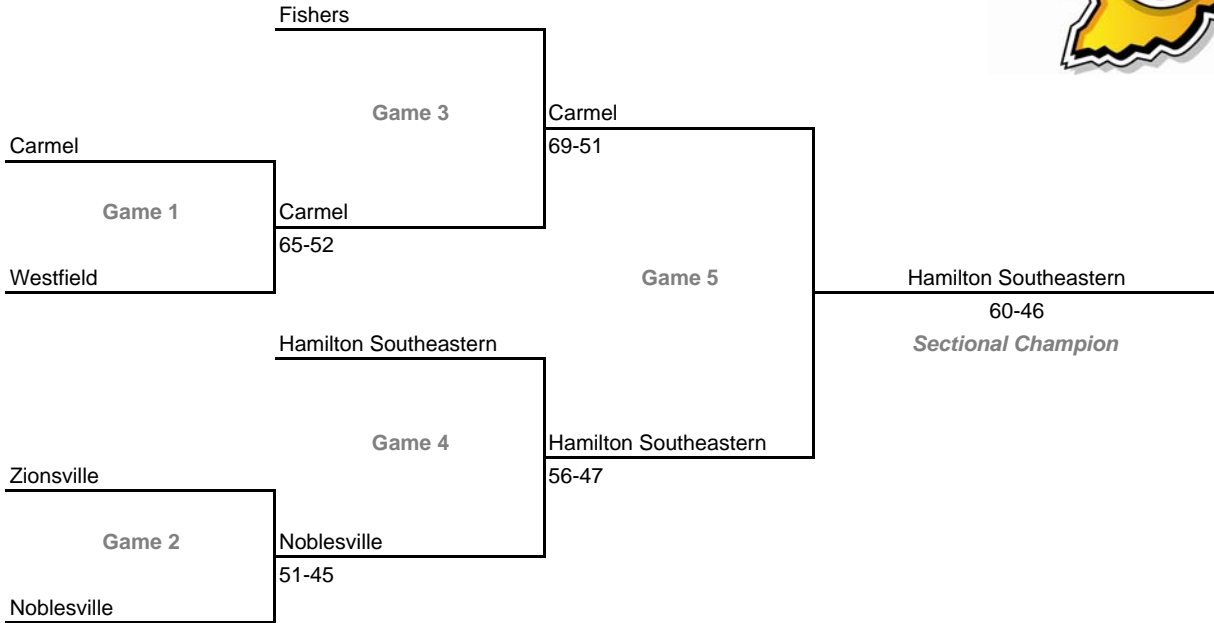 Fishers
Game 3
Carmel
Carmel
69-51
Game 1
Carmel
65-52
Westfield
Game 5
Hamilton Southeastern
60-46
Hamilton Southeastern
Sectional Champion
Game 4
Hamilton Southeastern
Zionsville
56-47
Game 2
Noblesville
51-45
Noblesville